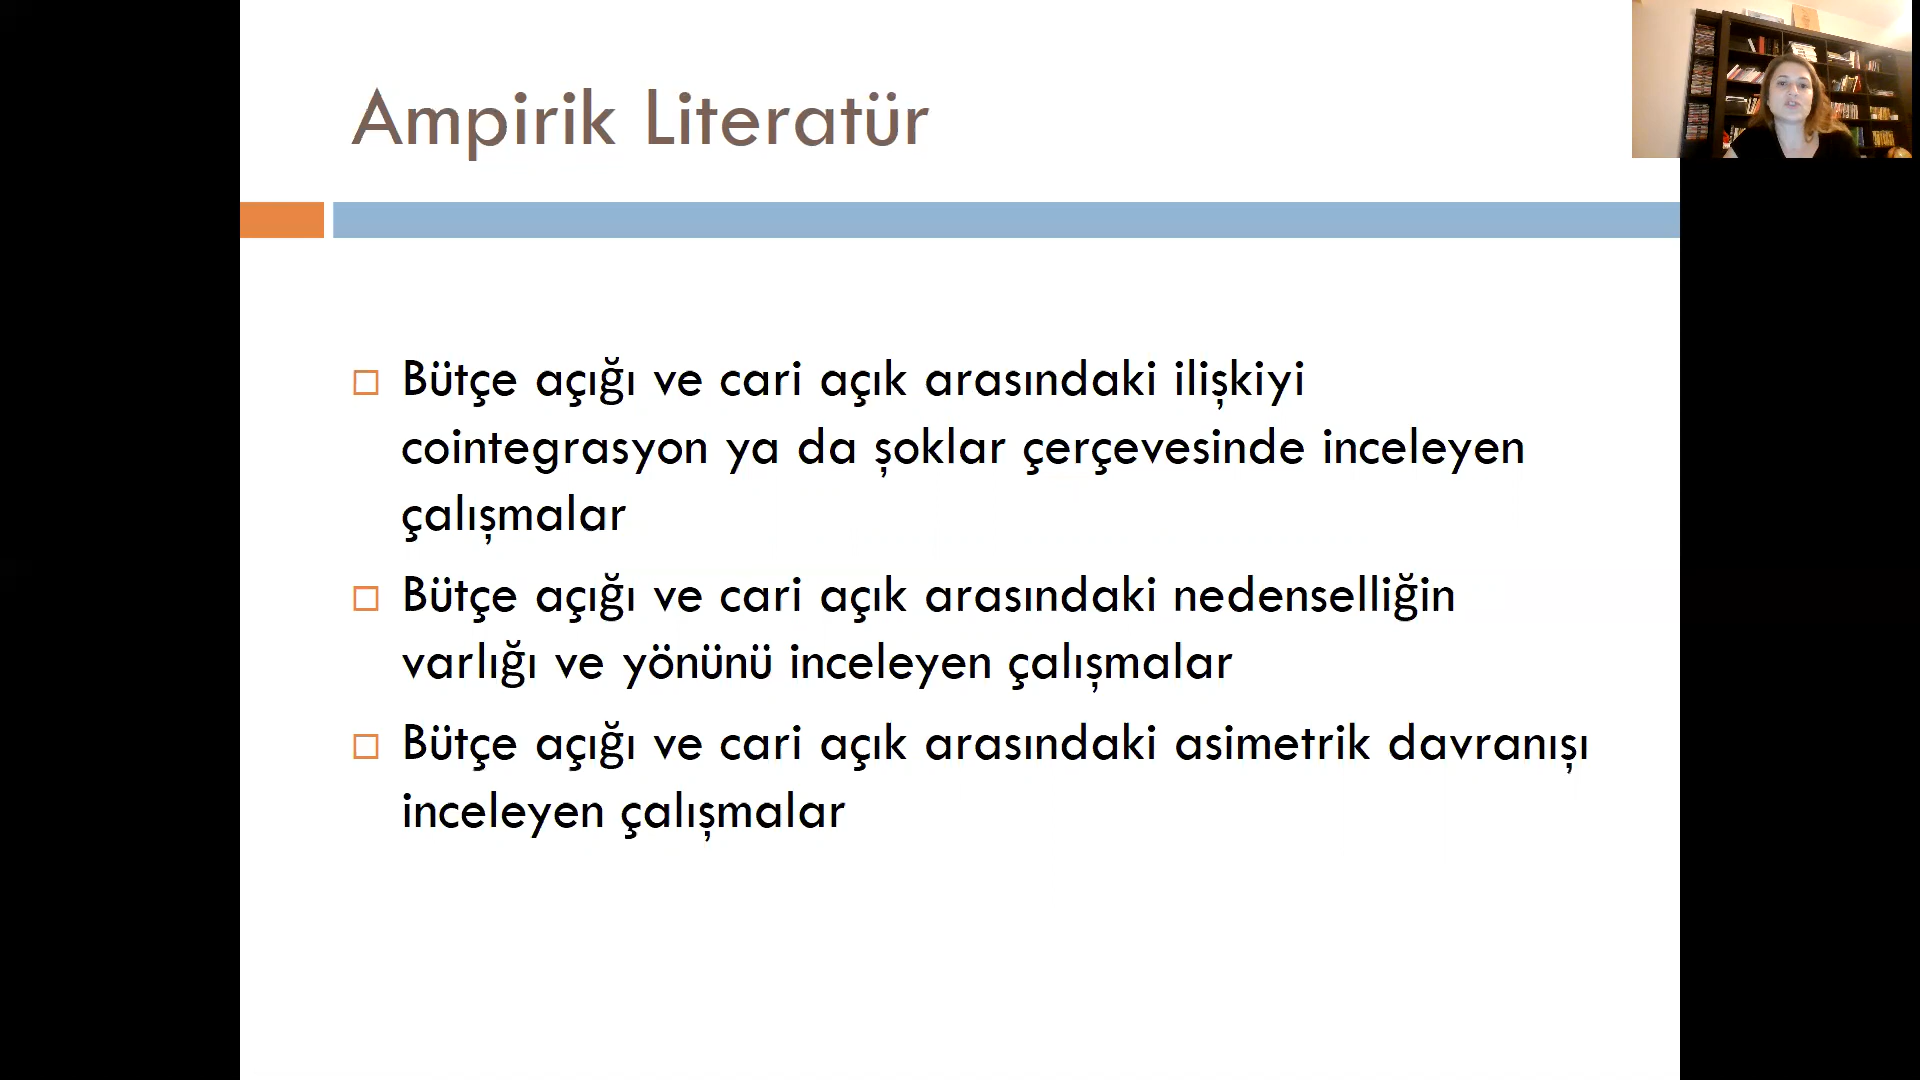 Ampirik Literatür
Bütçe açığı ve cari açık arasındaki ilişkiyi
cointegrasyon ya da şoklar çerçevesinde inceleyen
çalışmalar
Bütçe açığı ve cari açık arasındaki nedenselliğin
varlığı ve yönünü inceleyen çalışmalar
Bütçe açığı ve cari açık arasındaki asimetrik davranışı
inceleyen çalışmalar